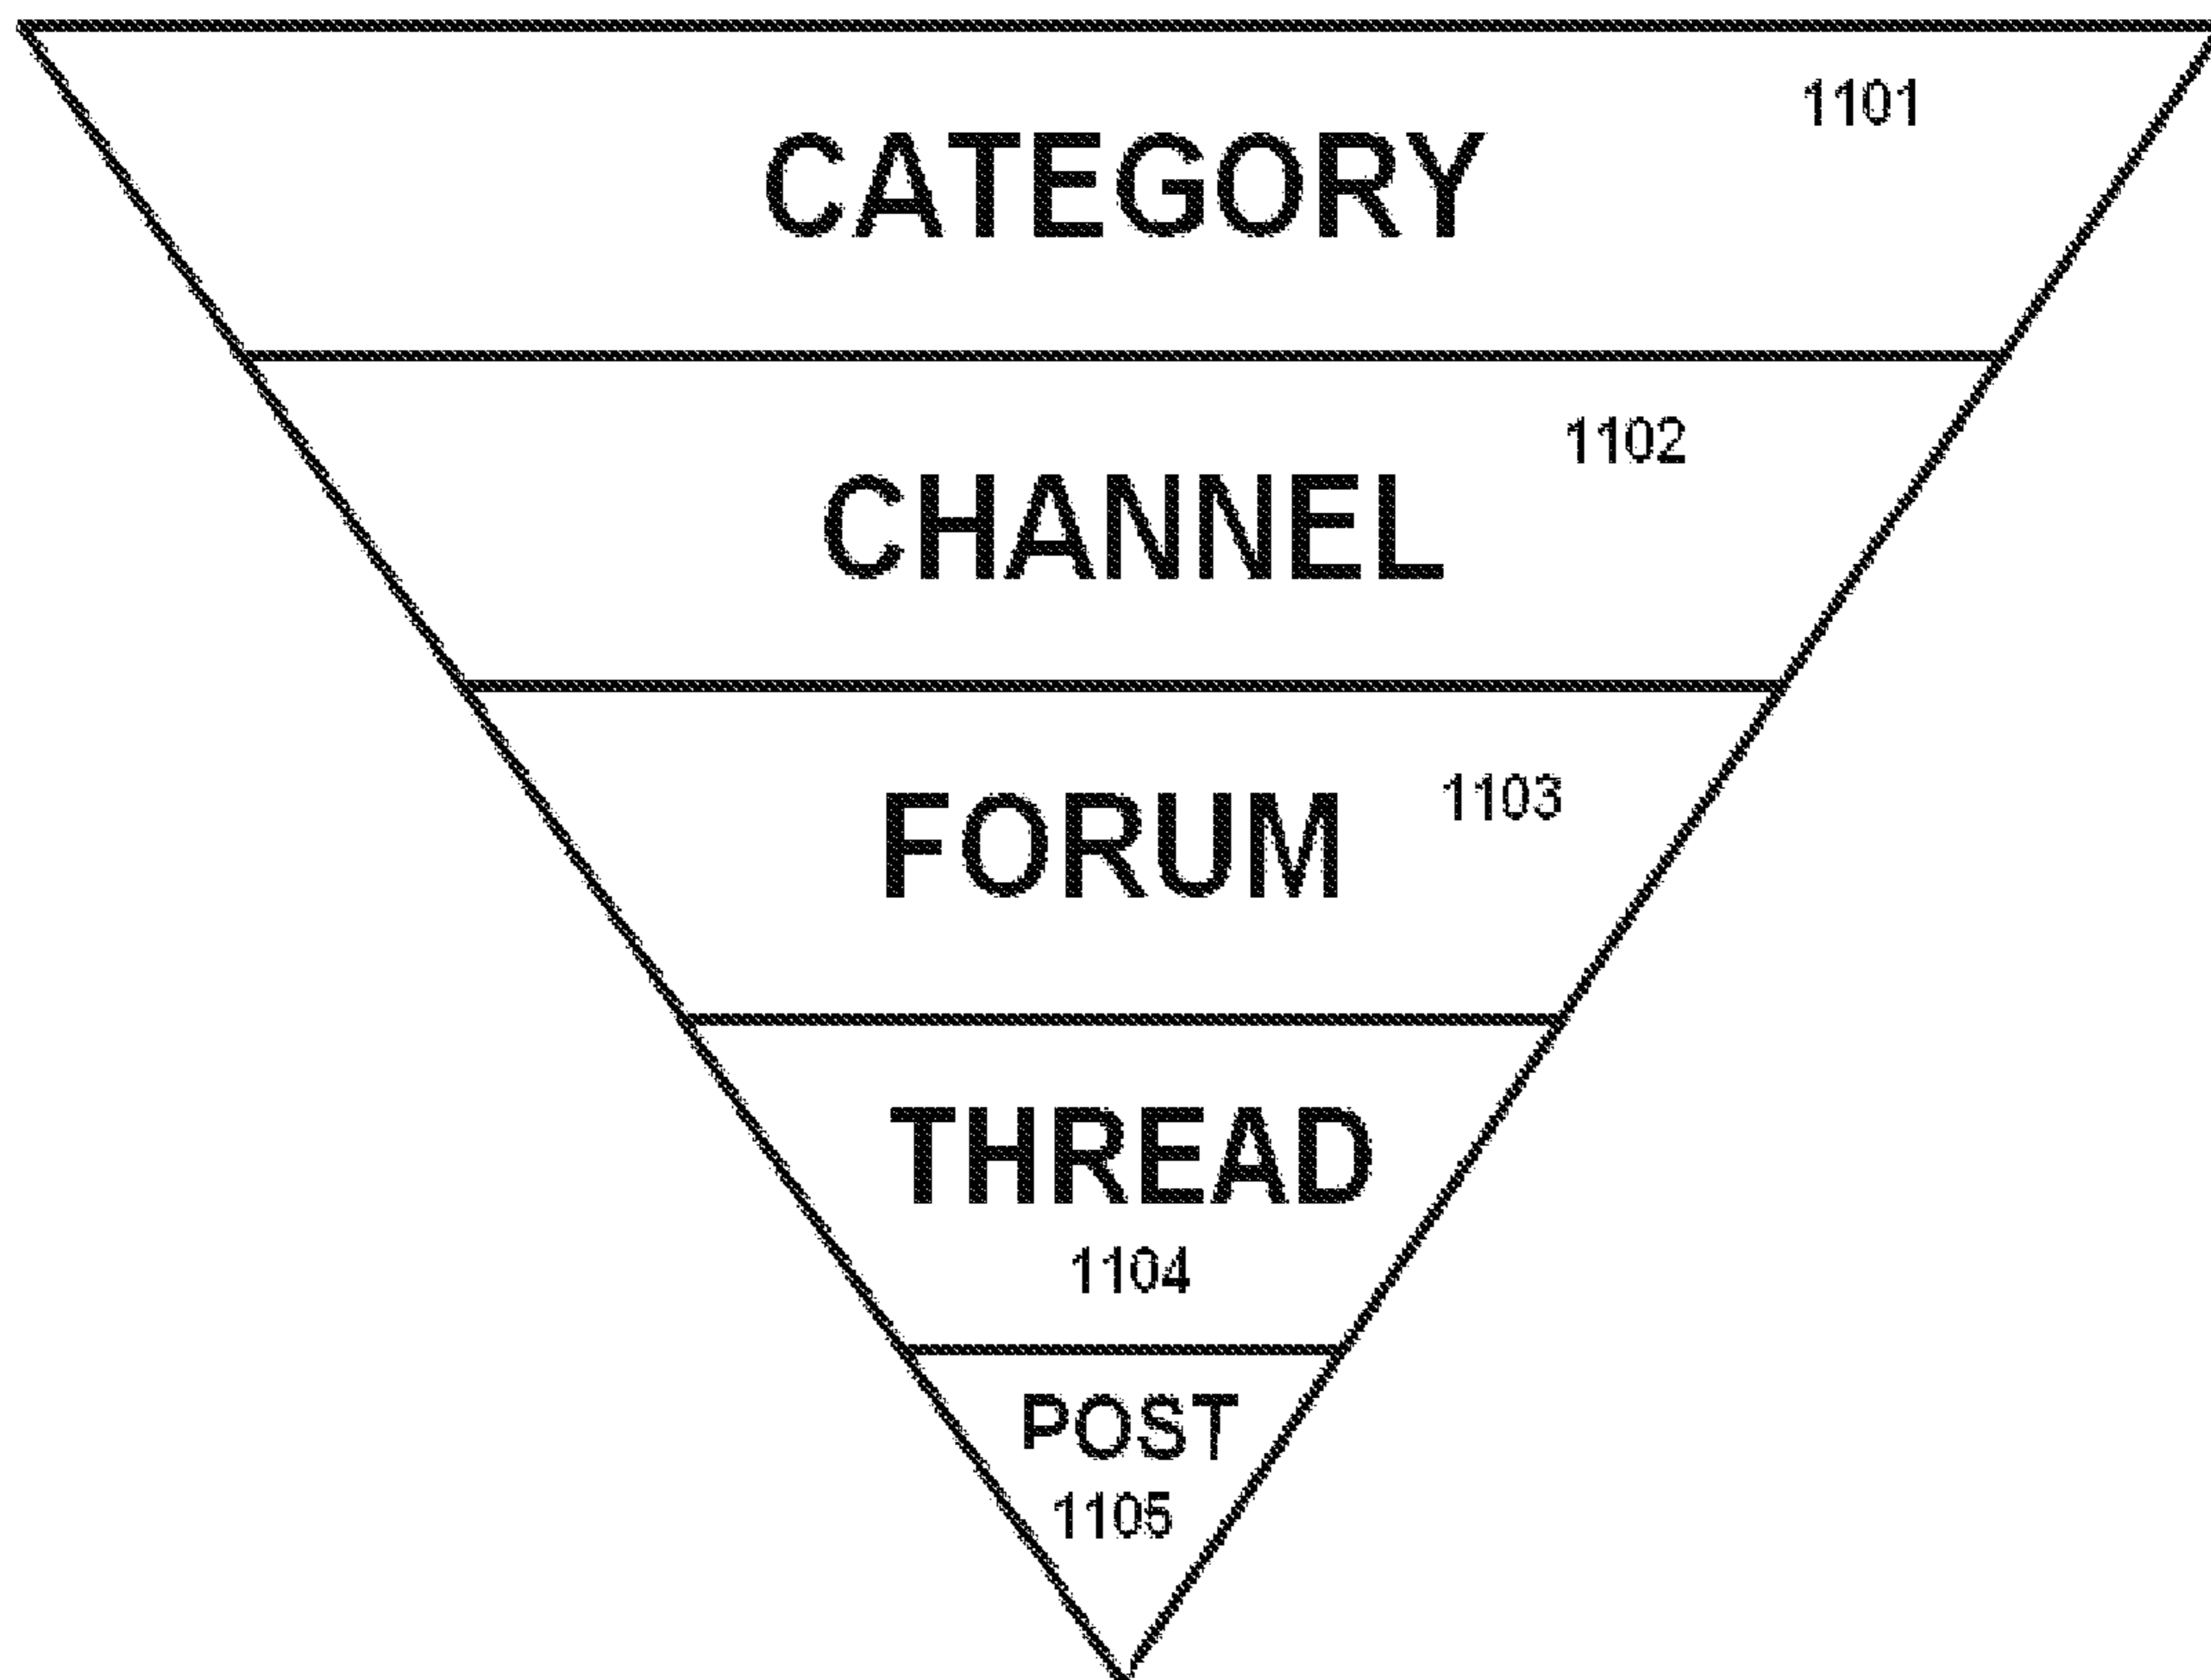 1101
CATEGORY
1102
CHANNEL
1103
FORUM
THREAD
1104
POST
1105